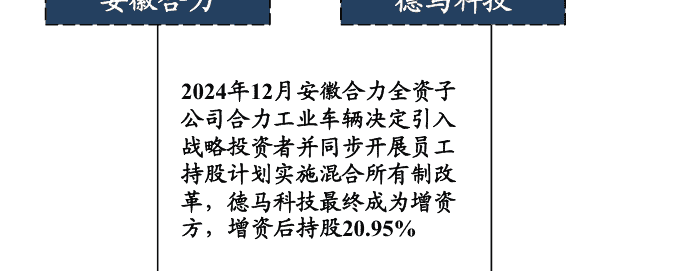 安徽合力
德马科技
2024年12月安徽合力全资子
公司合力工业车辆决定引入
战略投资者并同步开展员工
持股计划实施混合所有制改
革，德马科技最终成为增资
方，增资后持股20.95%